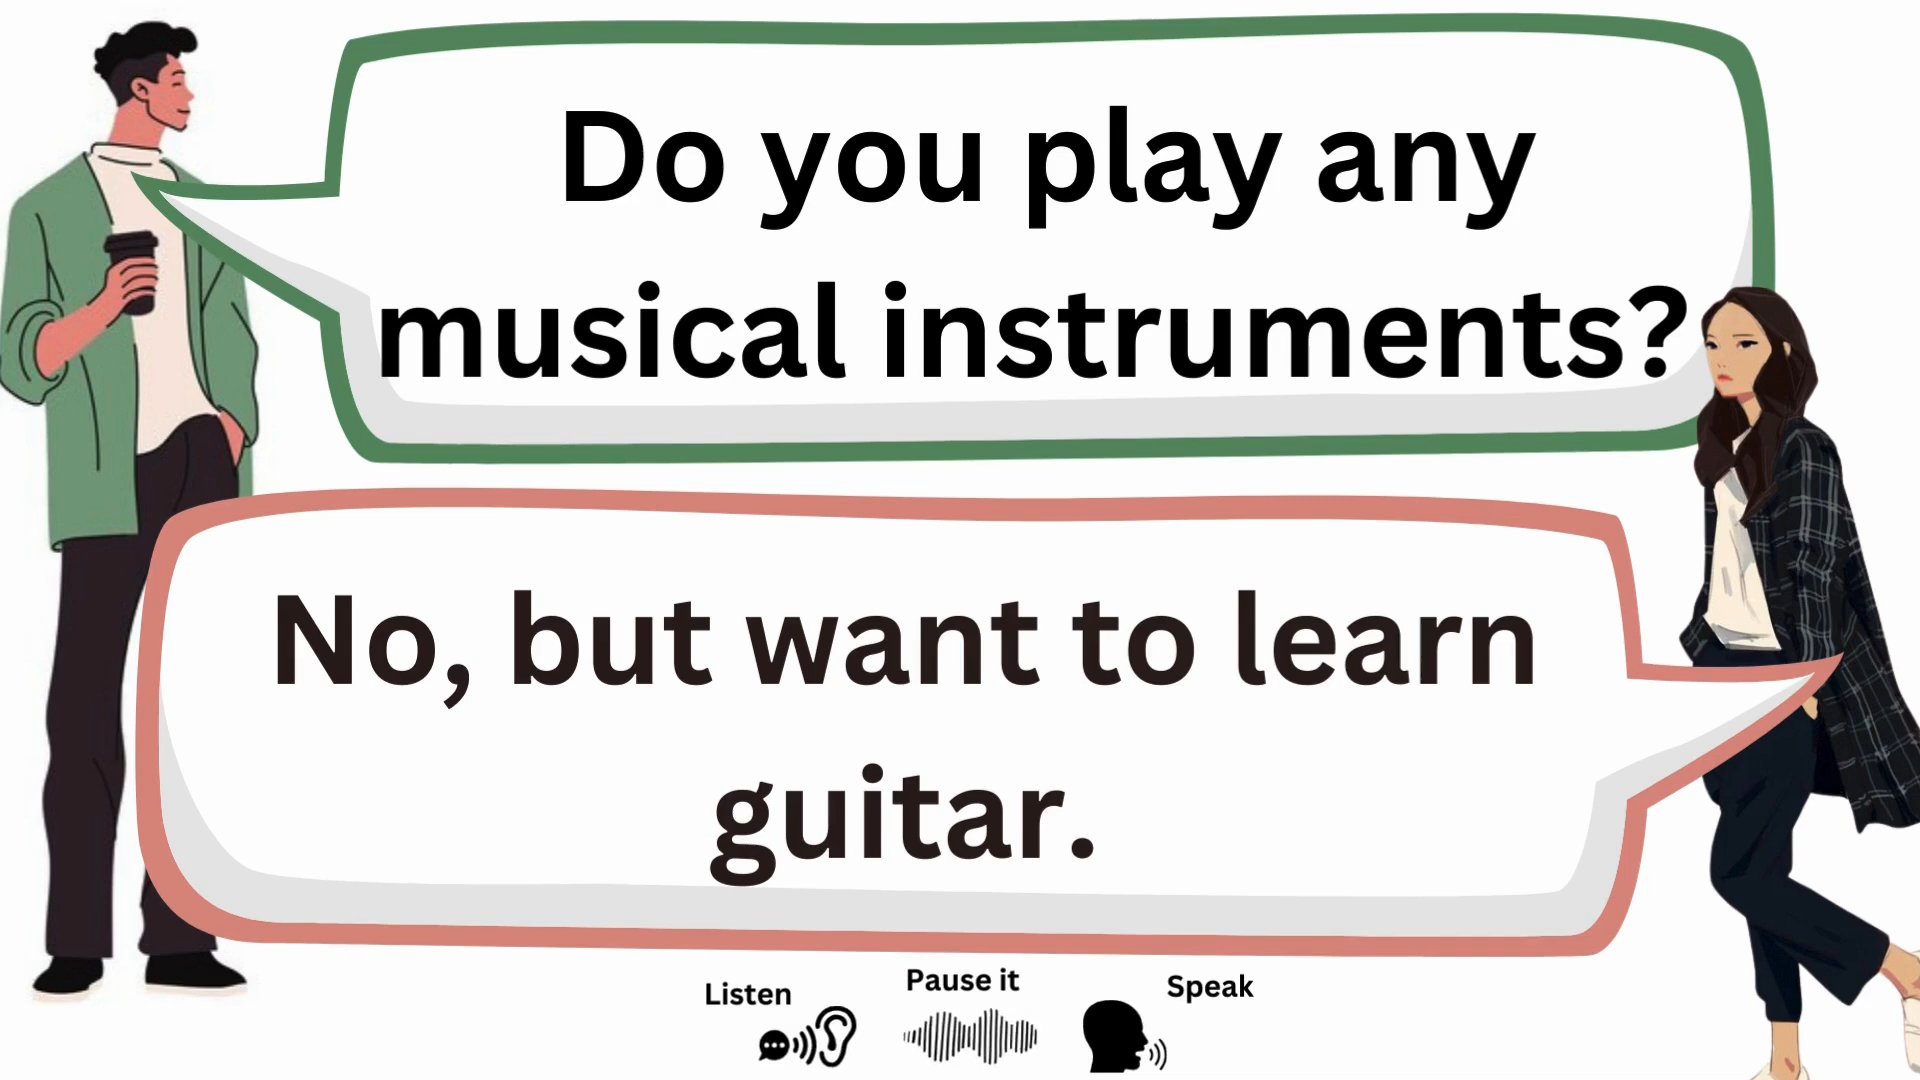 Do you play any
musical instruments?
No, but want to learn
guitar.
Listen
Pause it
Speak